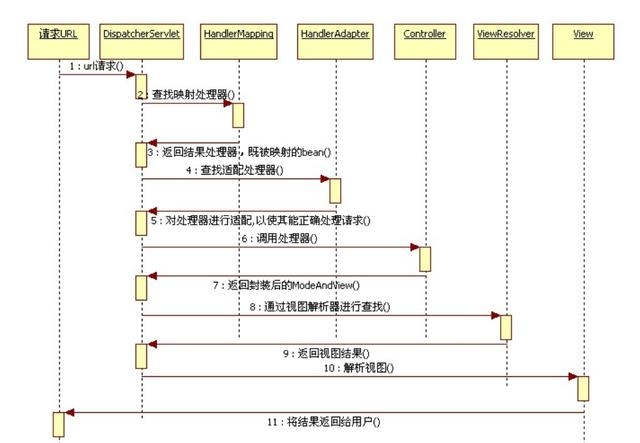 请求URL
DispatcherServlet
HandlerMapping
HandlerAdapter
Controller
ViewResolver
View
1 : url请求()
2 : 查找映射处理器()
3 : 返回结果处理器，既被映射的bean()
4 : 查找适配处理器()
5 : 对处理器进行适配,以使其能正确处理请求()
6 : 调用处理器()
7 : 返回封装后的ModeAndView()
8 : 通过视图解析器进行查找()
9 : 返回视图结果()
10 : 解析视图()
11 : 将结果返回给用户()